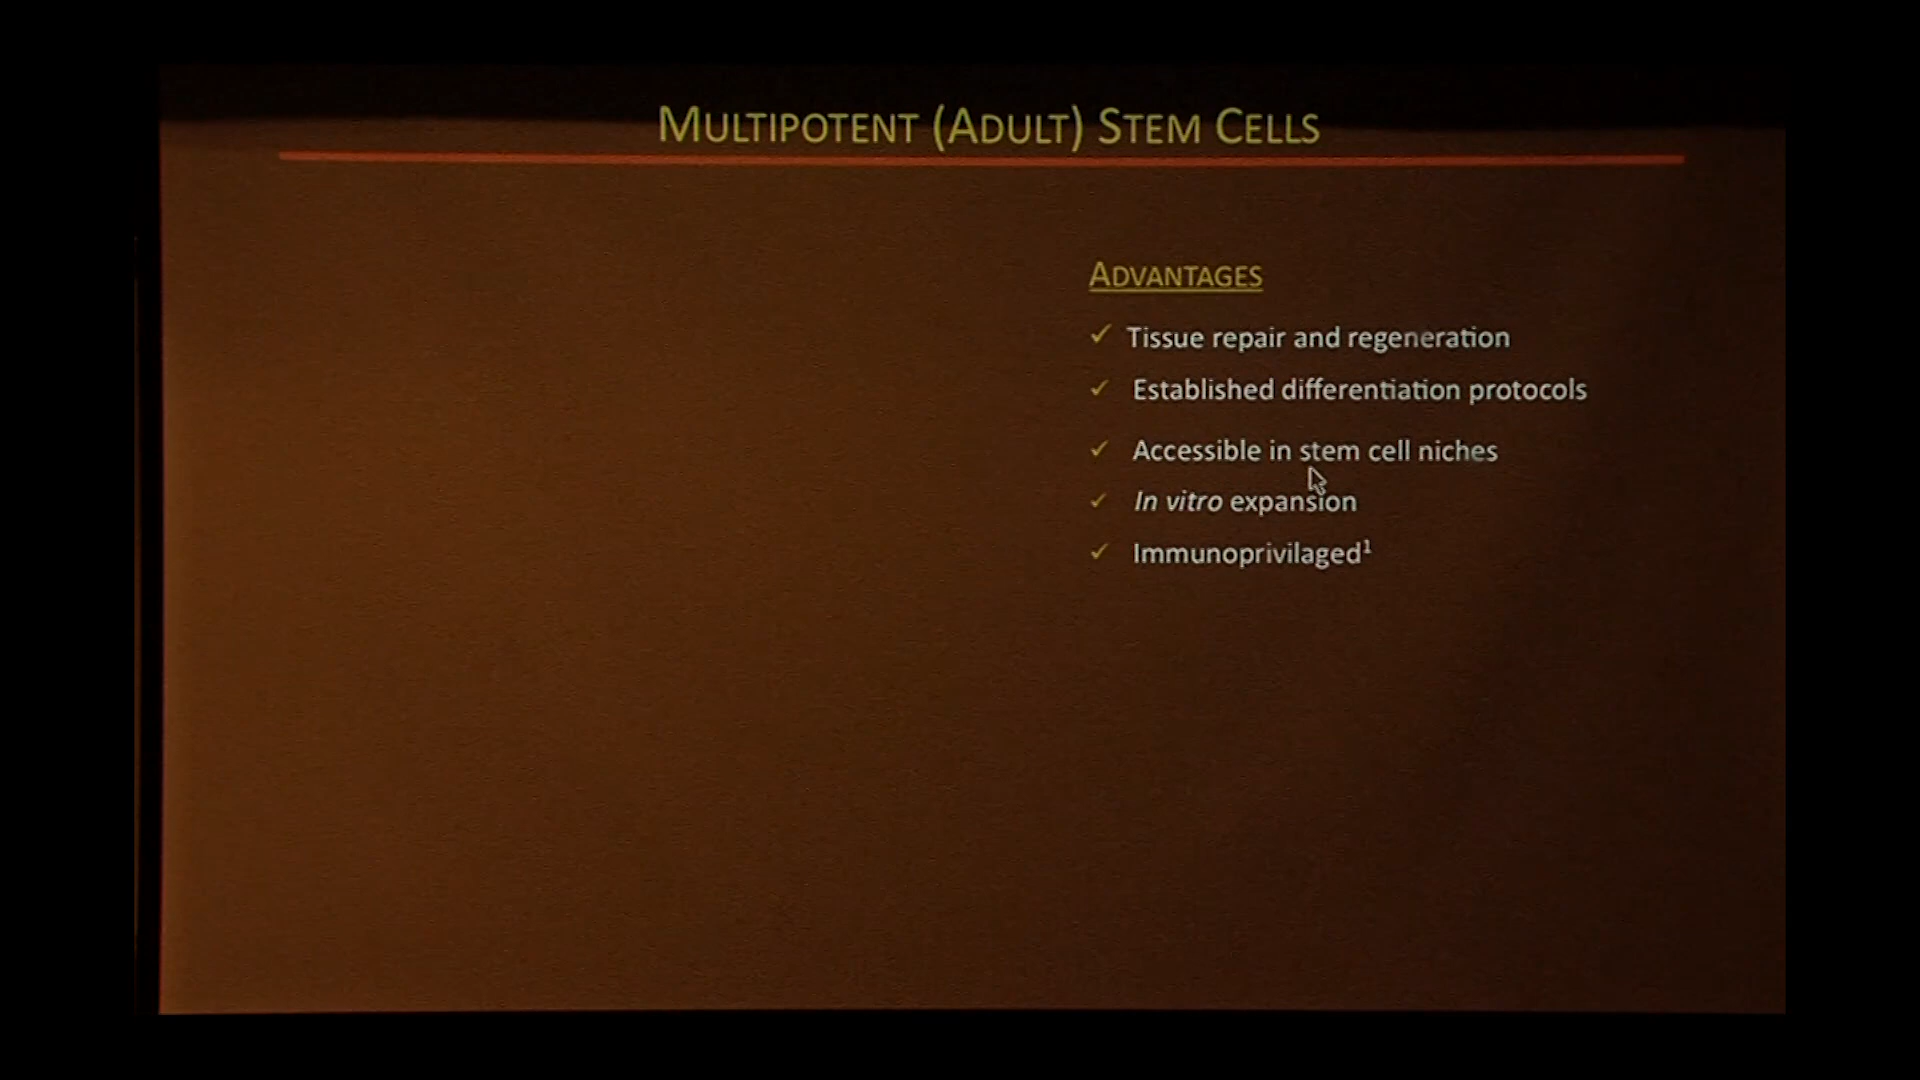 MULTIPOTENT (ADULT) STEM CELLS
ADVANTAGES
✓ Tissue repair and regeneration
✓ Established differentiation protocols
✓ Accessible in stem cell niches
✓ In vitro expansion
✓ Immunoprivilaged¹